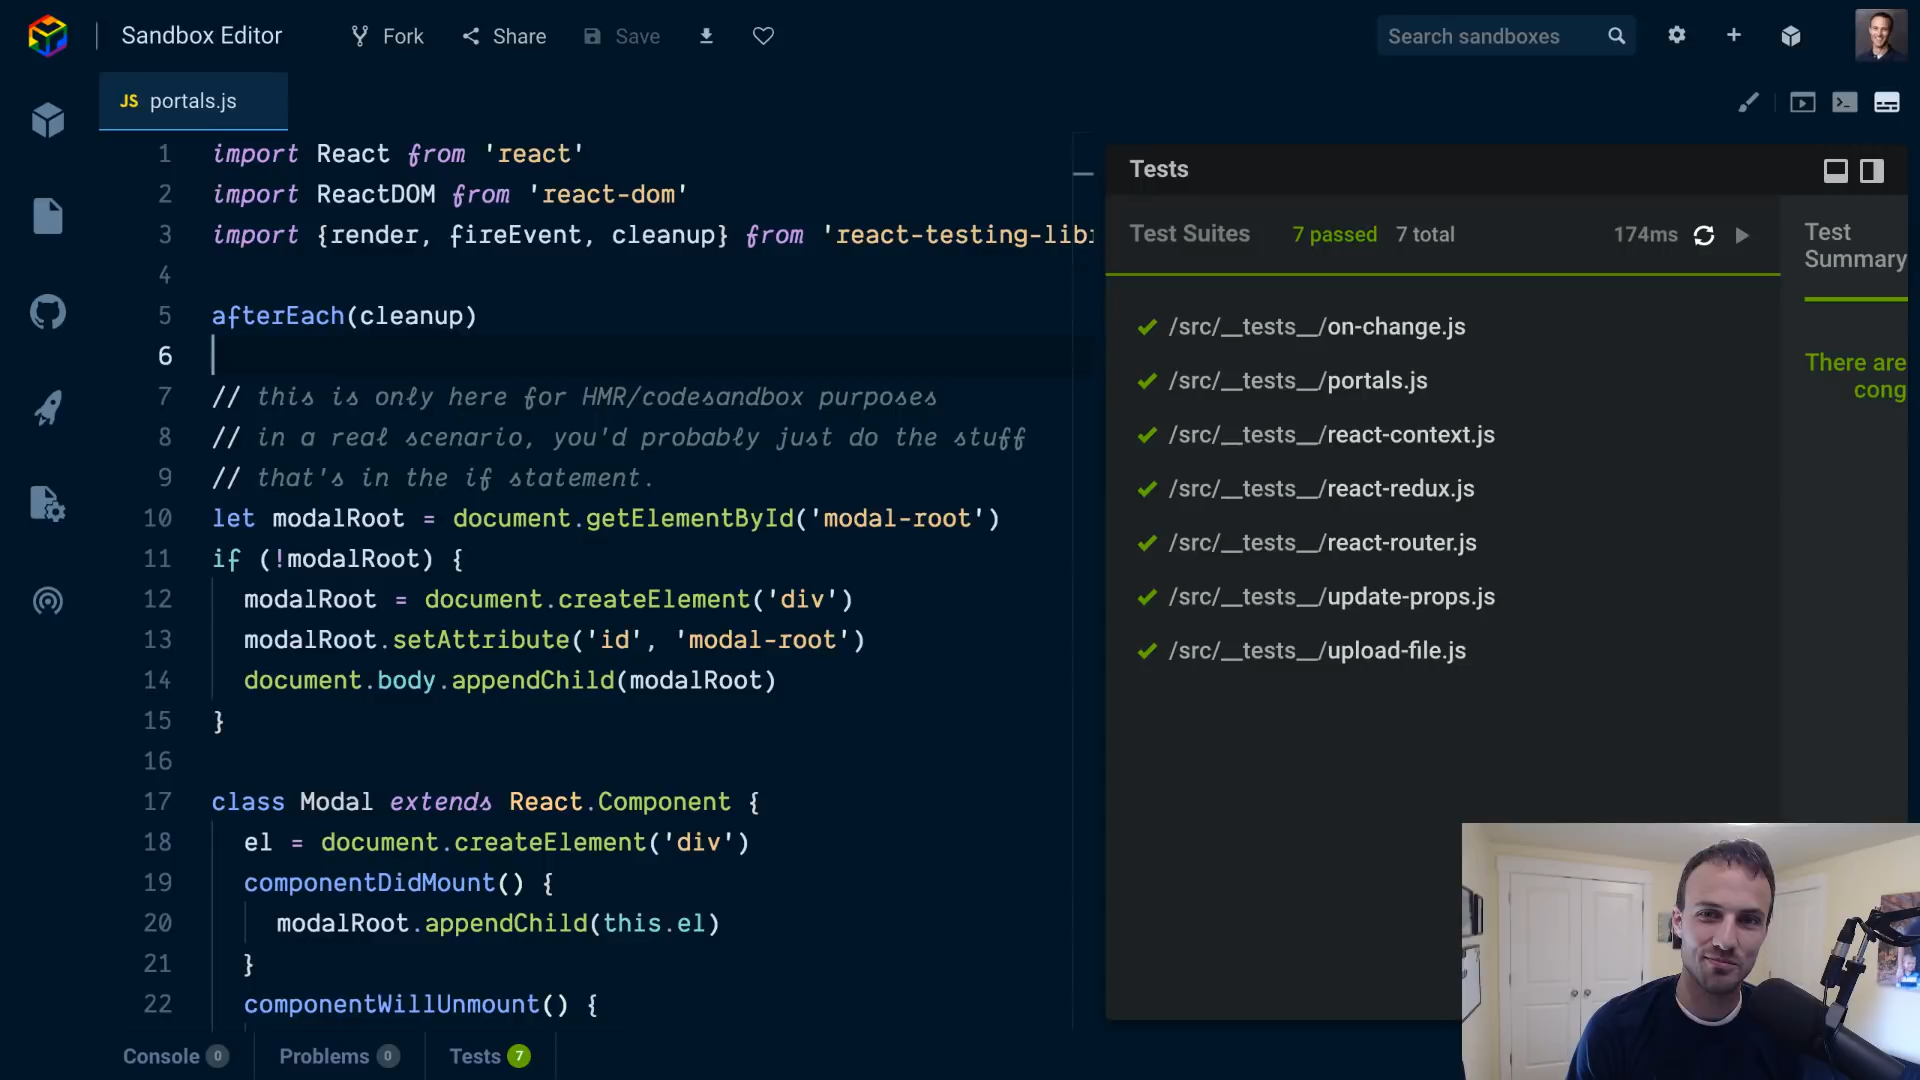 Sandbox Editor
Fork
Share
Save
Search sandboxes
JS portals.js
1 import React from 'react'
2 import ReactDOM from 'react-dom'
3 import {render, fireEvent, cleanup} from 'react-testing-libr
4
5 afterEach(cleanup)
6
7 // this is only here for HMR/codesandbox purposes
8 // in a real scenario, you'd probably just do the stuff
9 // that's in the if statement.
10 let modalRoot = document.getElementById('modal-root')
11 if (!modalRoot) {
12 modalRoot = document.createElement('div')
13 modalRoot.setAttribute('id', 'modal-root')
14 document.body.appendChild(modalRoot)
15 }
16
17 class Modal extends React.Component {
18 el = document.createElement('div')
19 componentDidMount() {
20 modalRoot.appendChild(this.el)
21 }
22 componentWillUnmount() {
Tests
Test Suites 7 passed 7 total 174ms
/src/__tests__/on-change.js
/src/__tests__/portals.js
/src/__tests__/react-context.js
/src/__tests__/react-redux.js
/src/__tests__/react-router.js
/src/__tests__/update-props.js
/src/__tests__/upload-file.js
Test
Summary
There are
cong
Console 0
Problems 0
Tests 7